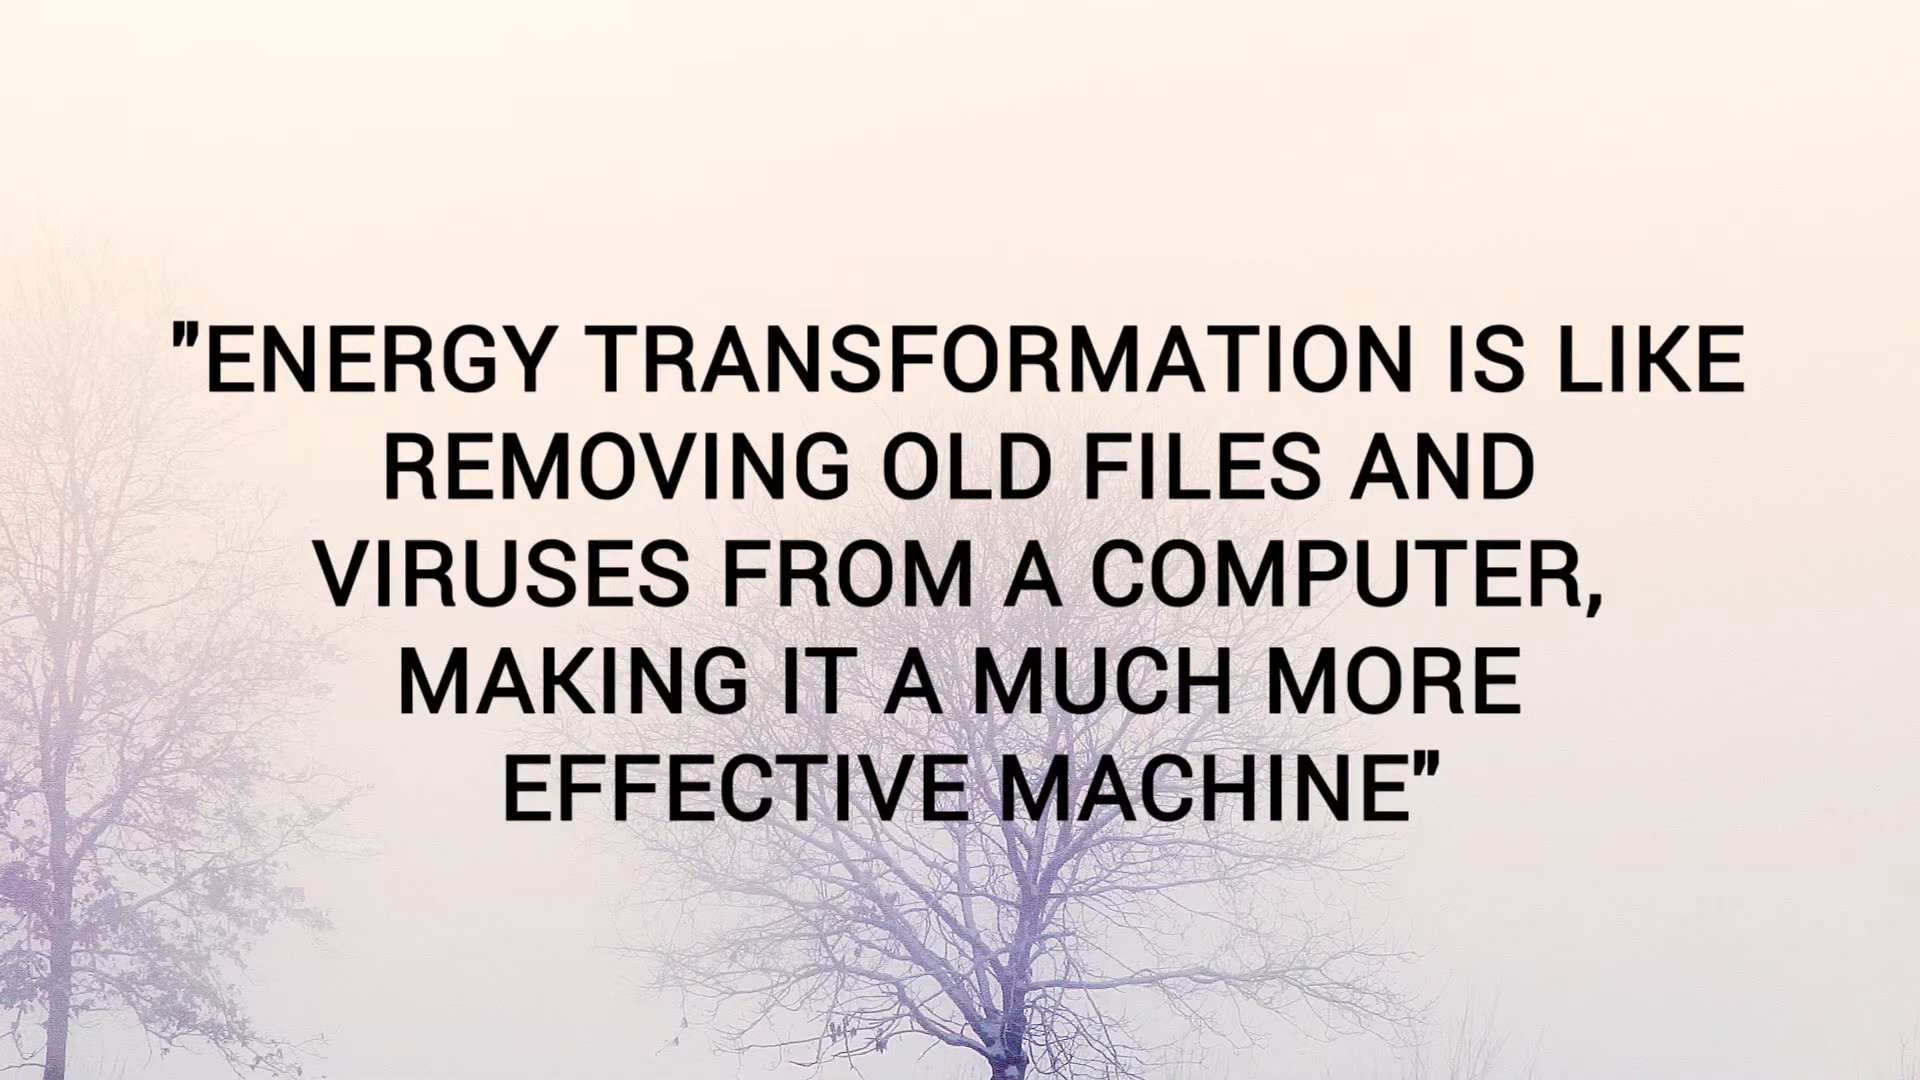 "ENERGY TRANSFORMATION IS LIKE
REMOVING OLD FILES AND
VIRUSES FROM A COMPUTER,
MAKING IT A MUCH MORE
EFFECTIVE MACHINE"